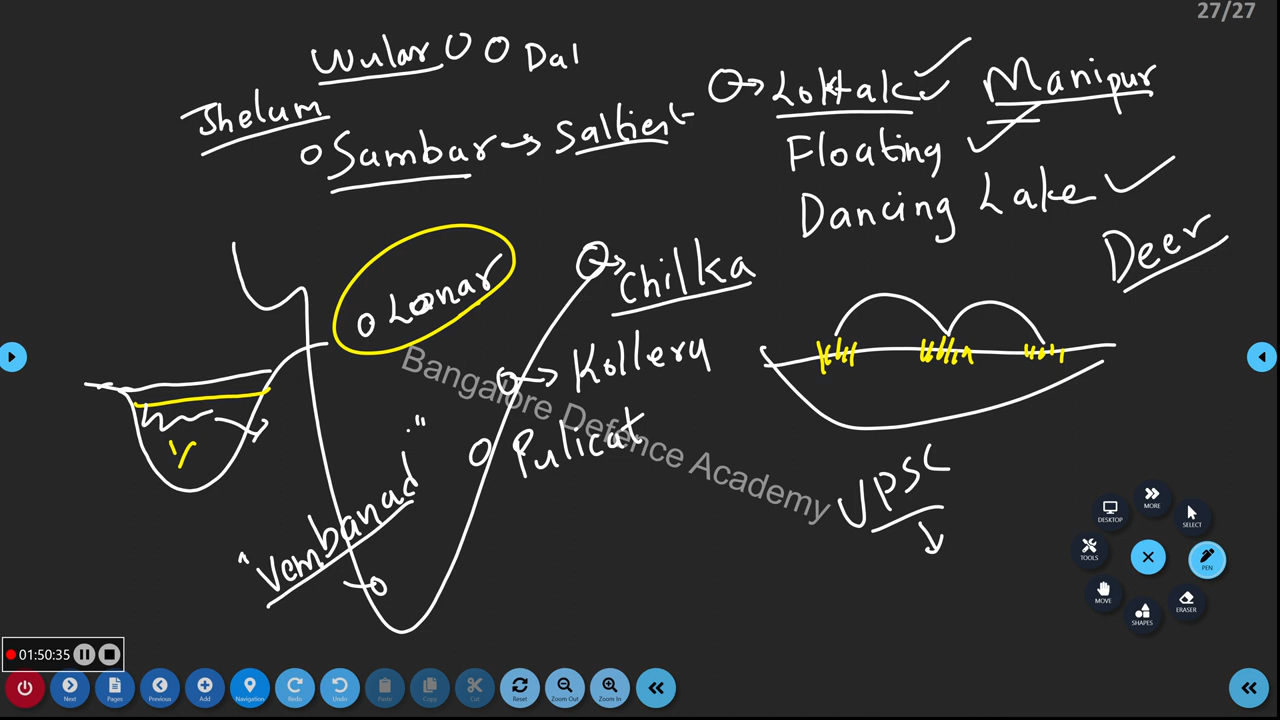 27/27
Wular O O Dal
Jhelum
Sambar → Saltiest
Loktak
Manipur
Floating
Dancing Lake
Deer
Lonar
Chilka
Kolleru
Pulicat
"Vembanad"
UPSC
Bangalore Defence Academy
DESKTOP
MORE
SELECT
TOOLS
PEN
MOVE
SHAPES
ERASER
01:50:35
Next
Pages
Previous
Add
Navigation
Redo
Undo
Paste
Copy
Cut
Reset
Zoom Out
Zoom In